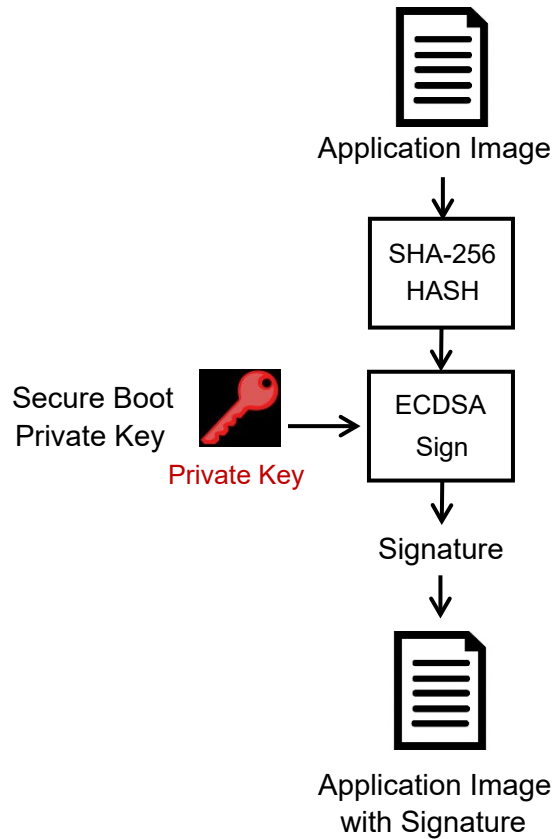 Application Image
SHA-256
HASH
Secure Boot
Private Key
Private Key
ECDSA
Sign
Signature
Application Image
with Signature